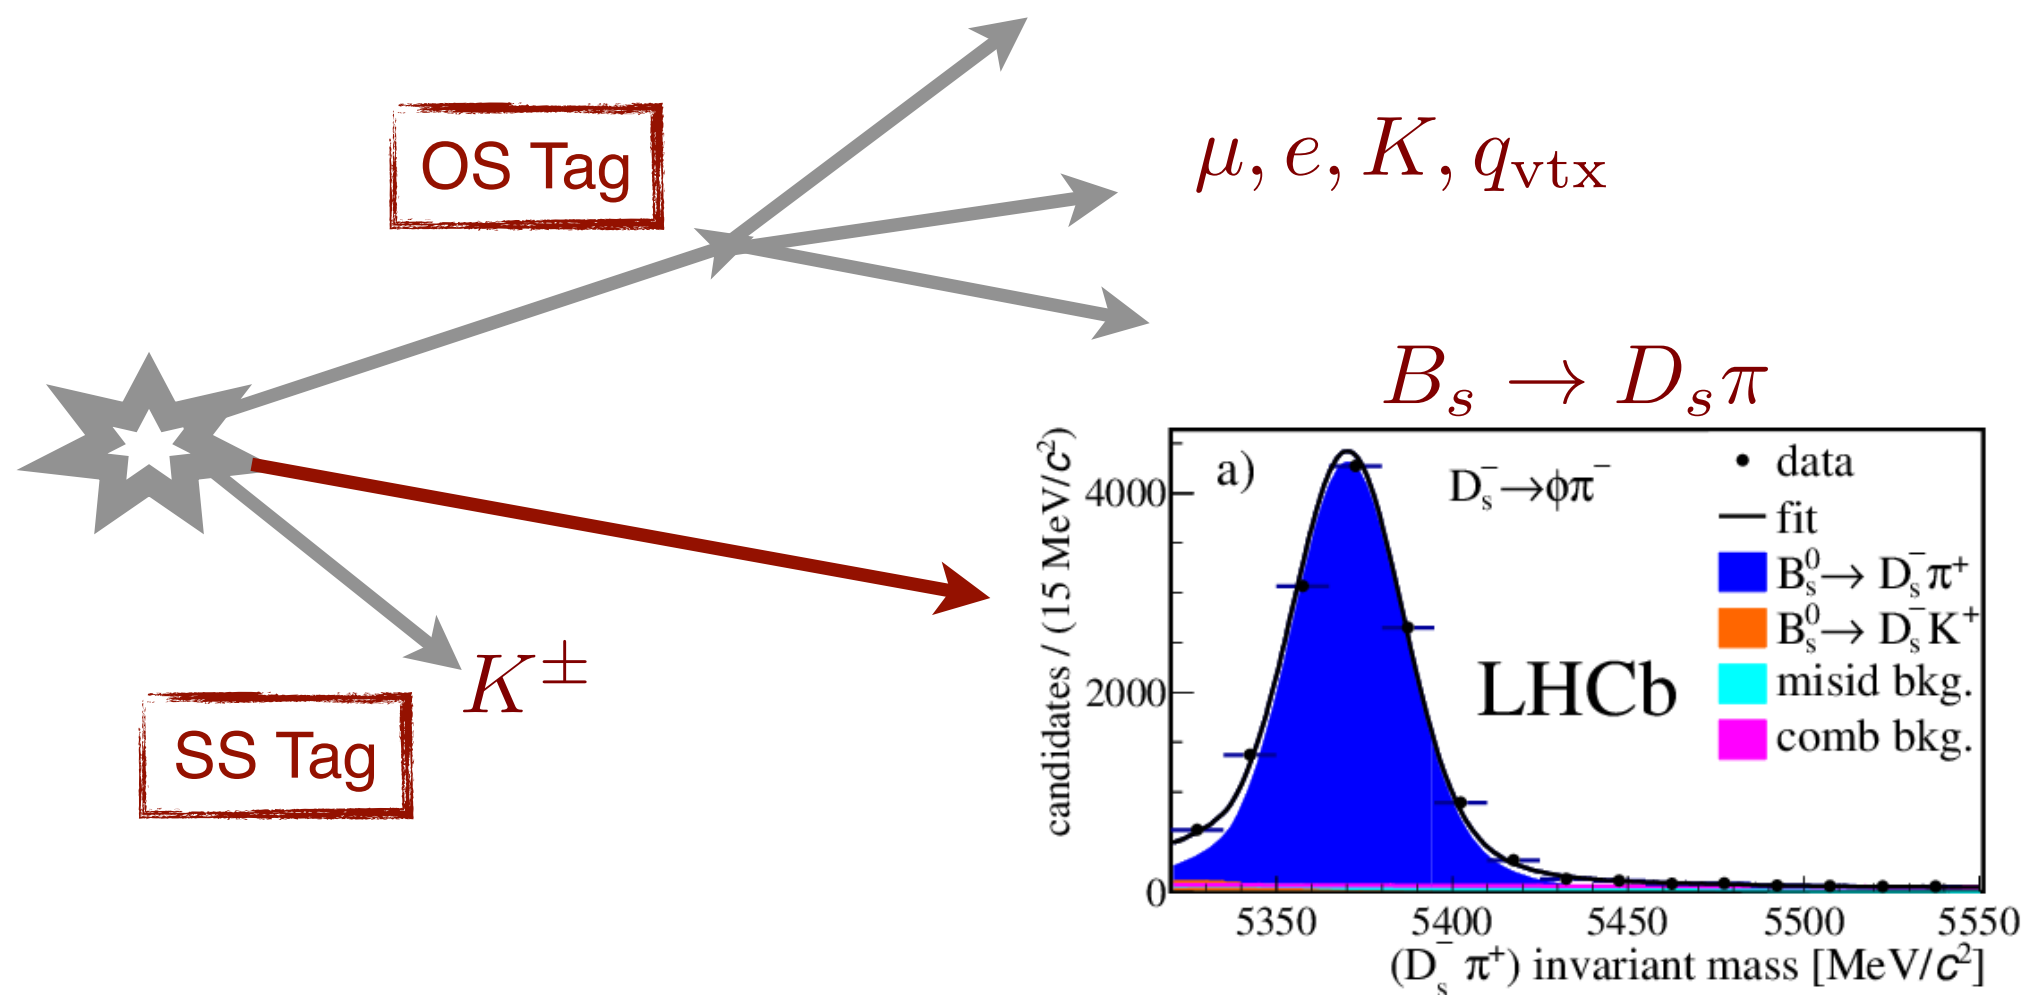 OS Tag
μ, e, K, q_vtx
B_s → D_s π
SS Tag
K^±
a)
D_s^- → φπ^-
LHCb
data
fit
B_s^0 → D_s^- π^+
B_s^0 → D_s^- K^+
misid bkg.
comb bkg.
candidates / (15 MeV/c^2)
4000
2000
0
5350 5400 5450 5500 5550
(D_s^- π^+) invariant mass [MeV/c^2]